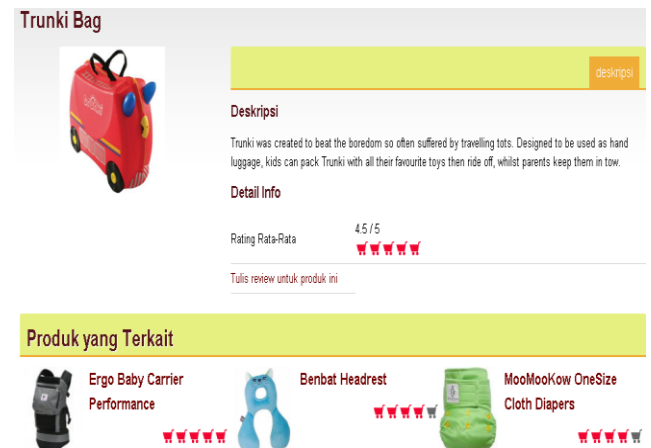 Trunki Bag
deskripsi
Deskripsi
Trunki was created to beat the boredom so often suffered by travelling tots. Designed to be used as hand
luggage, kids can pack Trunki with all their favourite toys then ride off, whilst parents keep them in tow.
Detail Info
Rating Rata-Rata
4.5 / 5
Tulis review untuk produk ini
Produk yang Terkait
Ergo Baby Carrier
Performance
Benbat Headrest
MooMooKow OneSize
Cloth Diapers